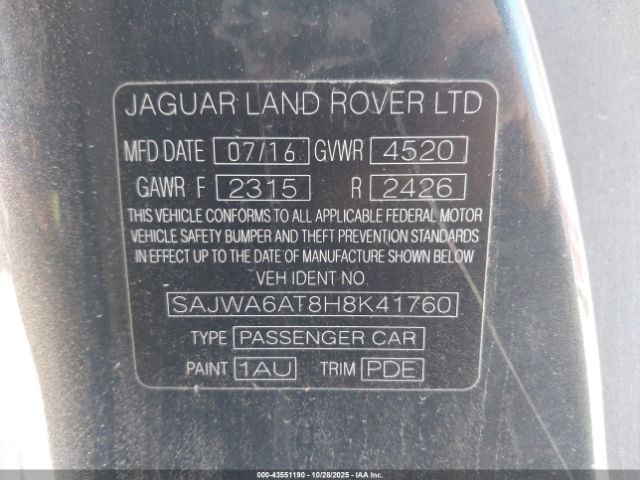 JAGUAR LAND ROVER LTD
MFD DATE 07/16 GVWR 4520
GAWR F 2315 R 2426
THIS VEHICLE CONFORMS TO ALL APPLICABLE FEDERAL MOTOR
VEHICLE SAFETY BUMPER AND THEFT PREVENTION STANDARDS
IN EFFECT UP TO THE DATE OF MANUFACTURE SHOWN BELOW
VEH IDENT NO
SAJWA6AT8H8K41760
TYPE PASSENGER CAR
PAINT 1AU TRIM PDE
000-43551190 - 10/28/2025 - IAAI, Inc.